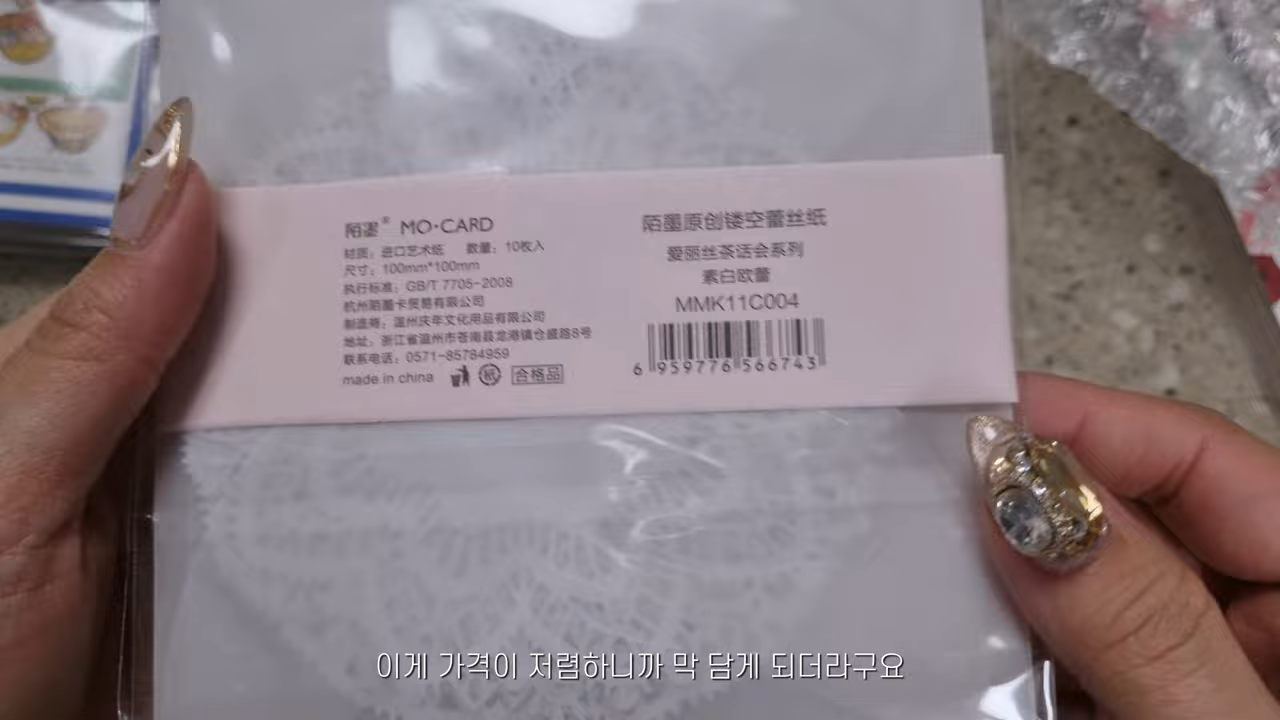 陌墨® MO·CARD
材质：进口艺术纸 数量：10枚入
尺寸：100mm*100mm
执行标准：GB/T 7705-2008
杭州陌墨卡贸易有限公司
制造商：温州庆年文化用品有限公司
地址：浙江省温州市苍南县龙港镇仓盛路8号
联系电话：0571-85784959
made in china 紙 合格品
陌墨原创镂空蕾丝纸
爱丽丝茶话会系列
素白欧蕾
MMK11C004
6 959776 566743
이게 가격이 저렴하니까 막 담게 되더라구요